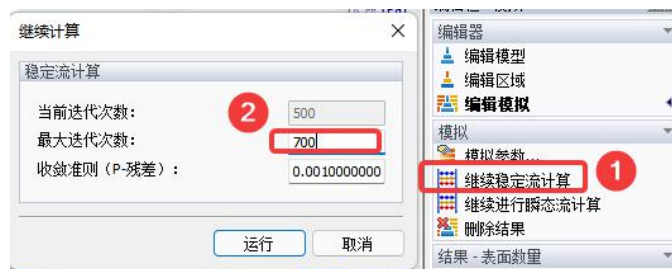 继续计算
稳定流计算
当前迭代次数:
500
2
最大迭代次数:
700
收敛准则(P-残差):
0.0010000000
运行
取消
编辑器
编辑模型
编辑区域
编辑模拟
模拟
模拟参数...
1
继续稳定流计算
继续进行瞬态流计算
删除结果
结果 - 表面数量